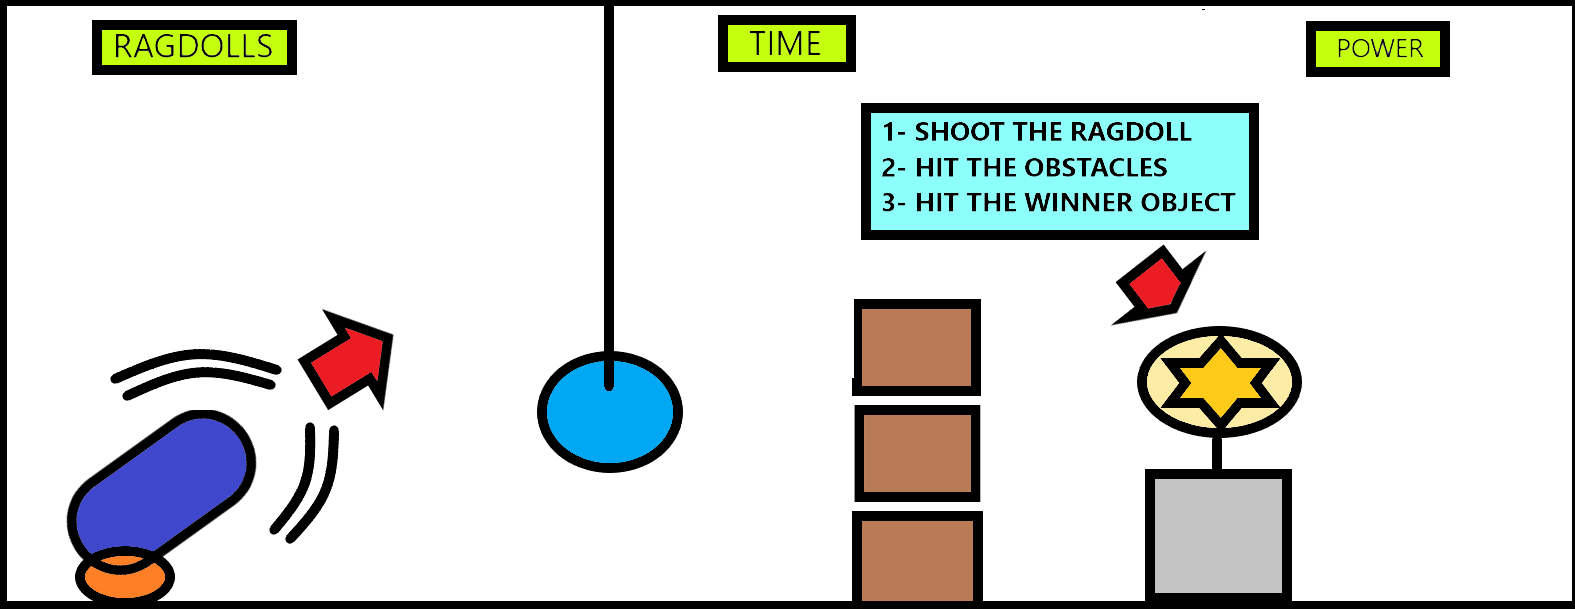 RAGDOLLS
TIME
POWER
1- SHOOT THE RAGDOLL
2- HIT THE OBSTACLES
3- HIT THE WINNER OBJECT